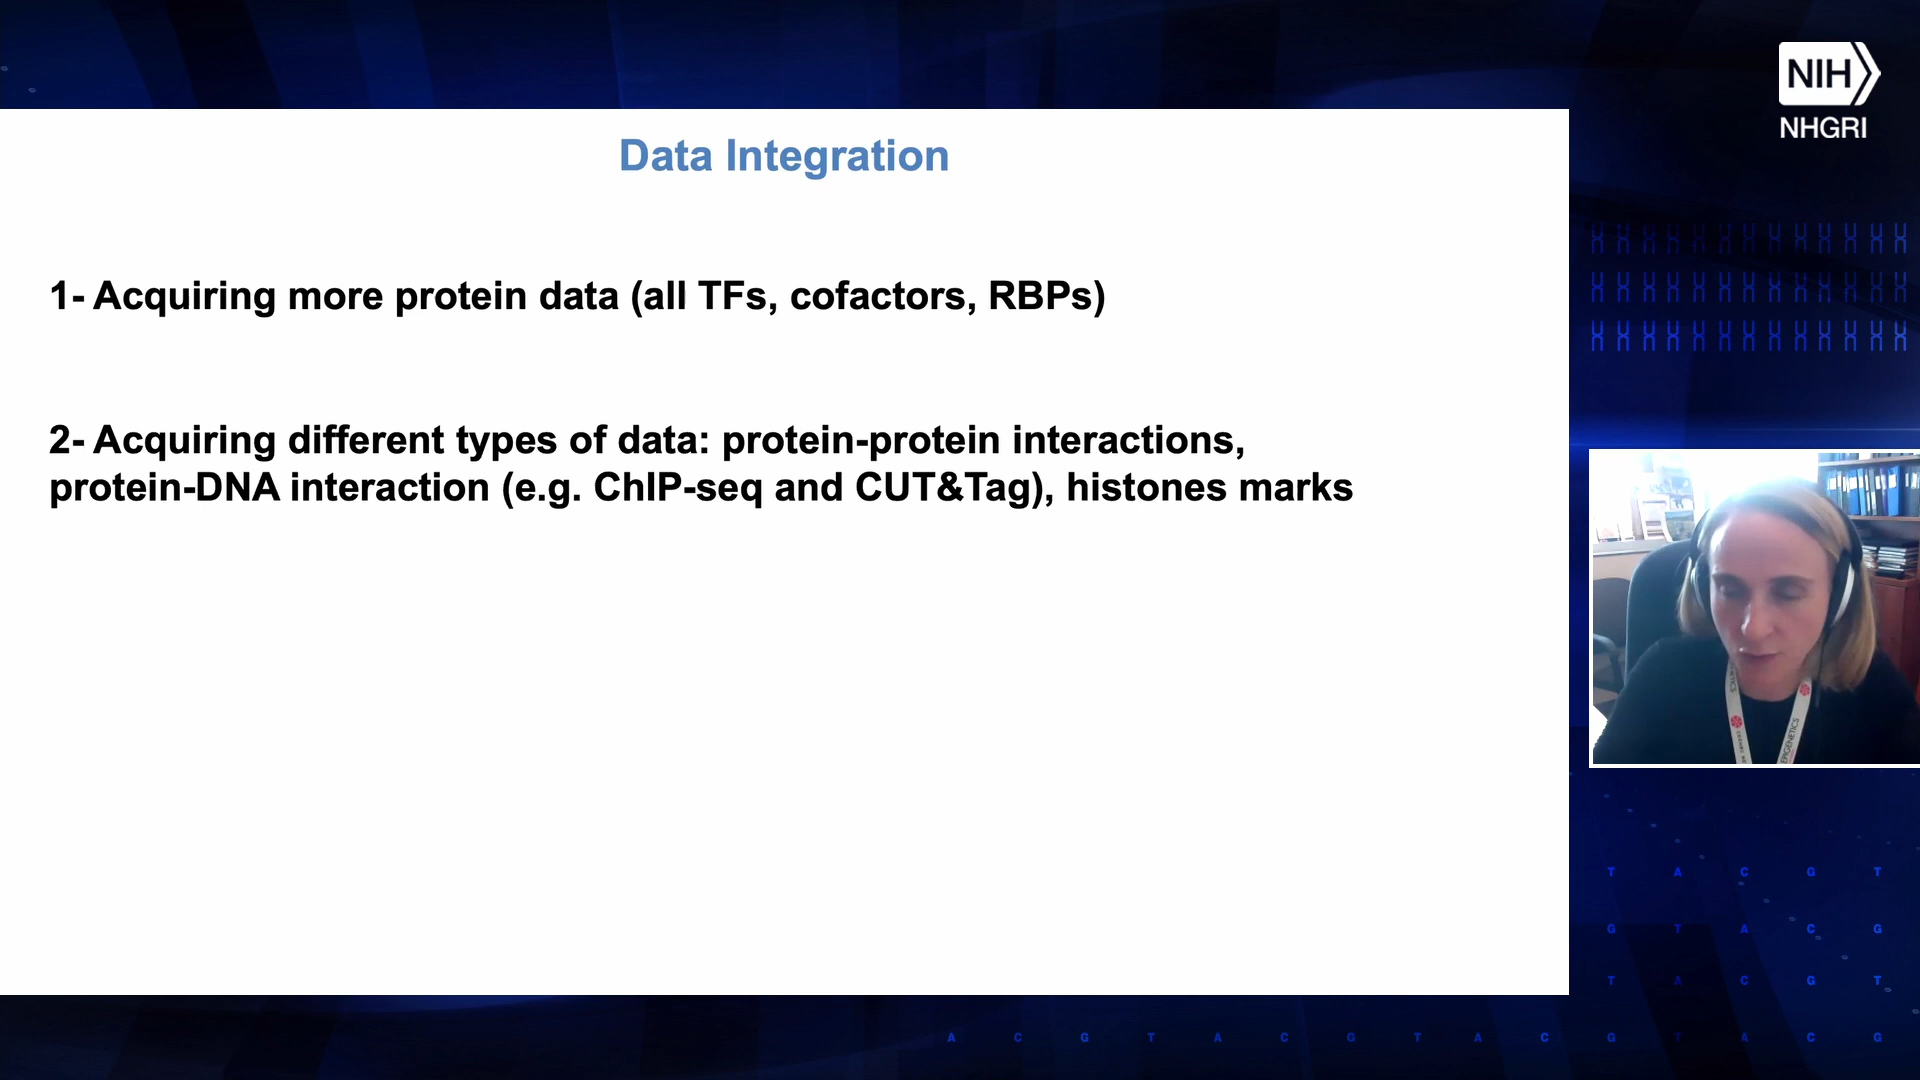 NIH
NHGRI
Data Integration
1- Acquiring more protein data (all TFs, cofactors, RBPs)
2- Acquiring different types of data: protein-protein interactions,
protein-DNA interaction (e.g. ChIP-seq and CUT&Tag), histones marks
EPIGENETICS
T A C G T
G T A C G
T A C G T
A C G T A C G T A C G T A C G